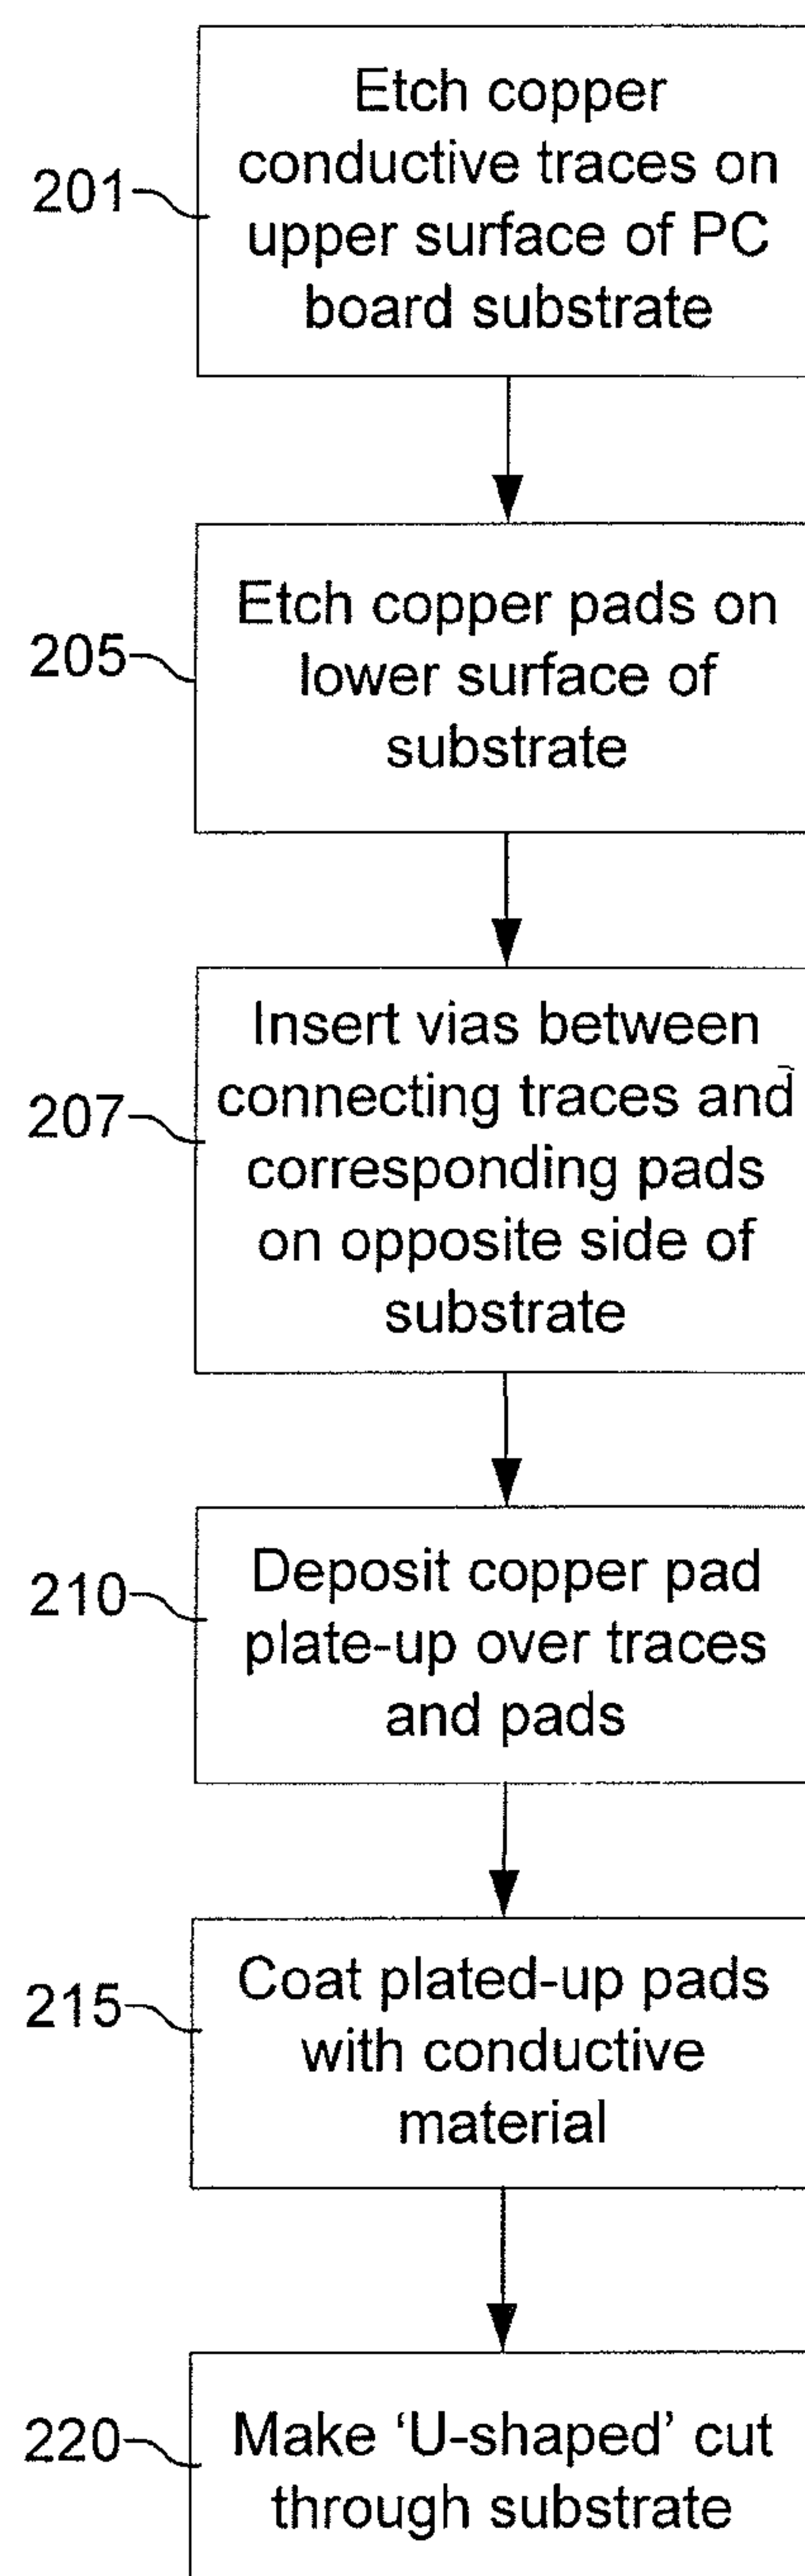 Etch copper
conductive traces on
upper surface of PC
board substrate
201
Etch copper pads on
lower surface of
substrate
205
Insert vias between
connecting traces and
corresponding pads
on opposite side of
substrate
207
Deposit copper pad
plate-up over traces
and pads
210
Coat plated-up pads
with conductive
material
215
Make ‘U-shaped’ cut
through substrate
220